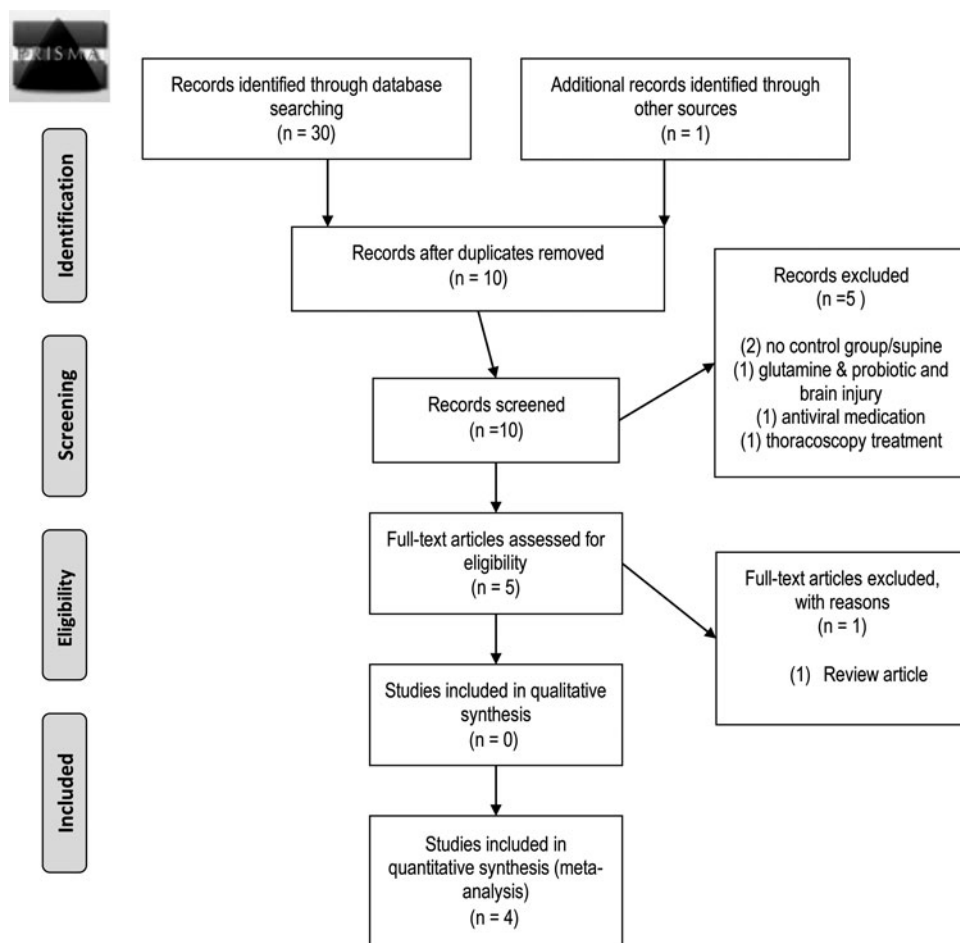 PRISMA
Records identified through database
searching
(n = 30)
Additional records identified through
other sources
(n = 1)
Identification
Records after duplicates removed
(n = 10)
Records excluded
(n =5 )
(2) no control group/supine
(1) glutamine & probiotic and
brain injury
(1) antiviral medication
(1) thoracoscopy treatment
Screening
Records screened
(n =10)
Eligibility
Full-text articles assessed for
eligibility
(n = 5)
Full-text articles excluded,
with reasons
(n = 1)
(1) Review article
Studies included in qualitative
synthesis
(n = 0)
Included
Studies included in
quantitative synthesis (meta-
analysis)
(n = 4)